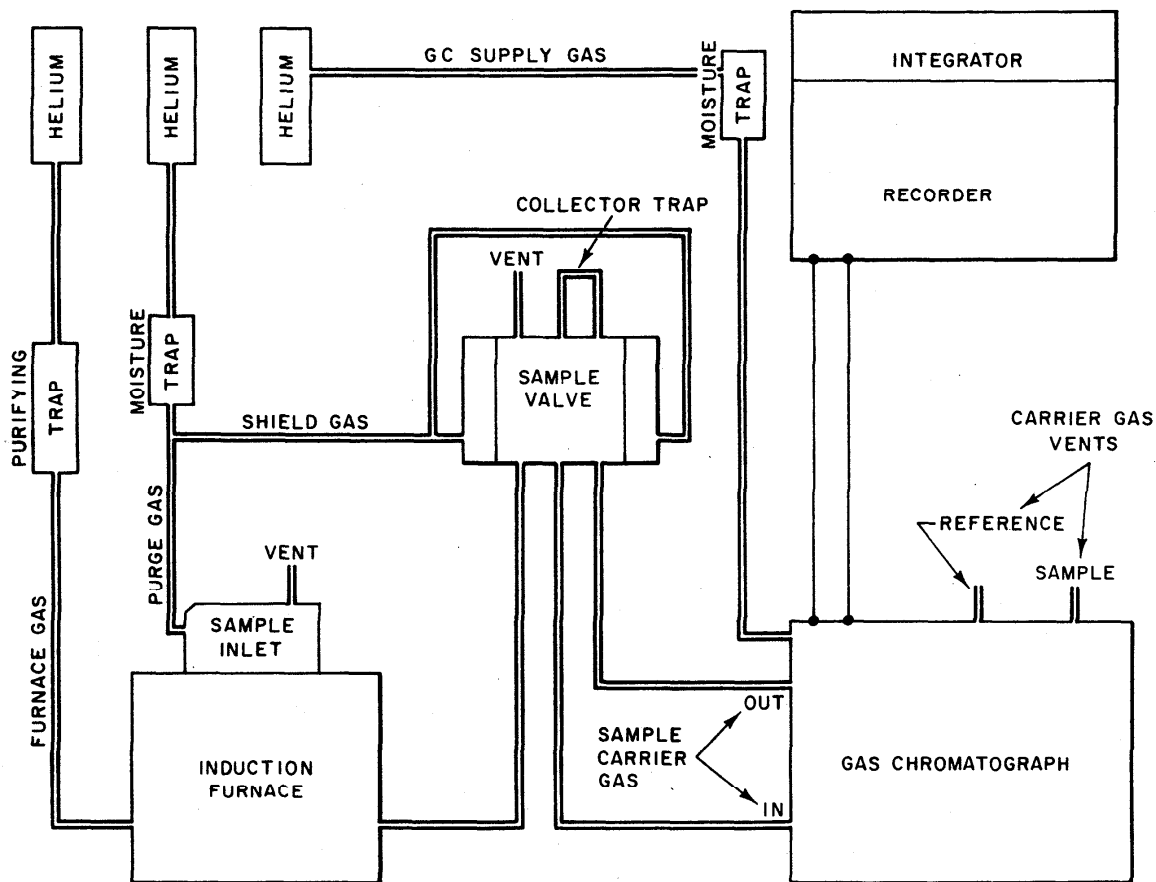 HELIUM
HELIUM
HELIUM
GC SUPPLY GAS
MOISTURE
TRAP
INTEGRATOR
RECORDER
COLLECTOR TRAP
VENT
SAMPLE
VALVE
PURIFYING
TRAP
MOISTURE
TRAP
SHIELD GAS
PURGE GAS
FURNACE GAS
VENT
SAMPLE
INLET
INDUCTION
FURNACE
CARRIER GAS
VENTS
REFERENCE
SAMPLE
OUT
SAMPLE
CARRIER
GAS
IN
GAS CHROMATOGRAPH